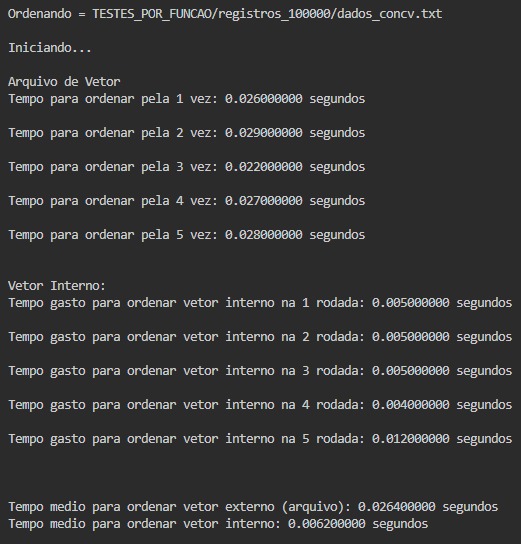 Ordenando = TESTES_POR_FUNCAO/registros_100000/dados_concv.txt
Iniciando...
Arquivo de Vetor
Tempo para ordenar pela 1 vez: 0.026000000 segundos
Tempo para ordenar pela 2 vez: 0.029000000 segundos
Tempo para ordenar pela 3 vez: 0.022000000 segundos
Tempo para ordenar pela 4 vez: 0.027000000 segundos
Tempo para ordenar pela 5 vez: 0.028000000 segundos
Vetor Interno:
Tempo gasto para ordenar vetor interno na 1 rodada: 0.005000000 segundos
Tempo gasto para ordenar vetor interno na 2 rodada: 0.005000000 segundos
Tempo gasto para ordenar vetor interno na 3 rodada: 0.005000000 segundos
Tempo gasto para ordenar vetor interno na 4 rodada: 0.004000000 segundos
Tempo gasto para ordenar vetor interno na 5 rodada: 0.012000000 segundos
Tempo medio para ordenar vetor externo (arquivo): 0.026400000 segundos
Tempo medio para ordenar vetor interno: 0.006200000 segundos